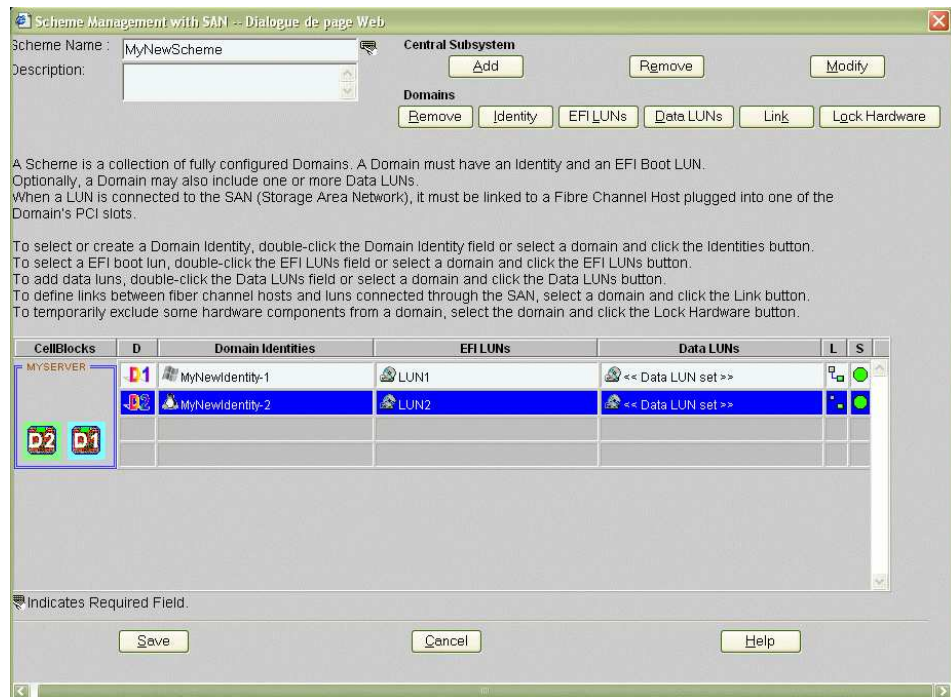 Scheme Management with SAN -- Dialogue de page Web
Scheme Name :
MyNewScheme
Description:
Central Subsystem
Add Remove Modify
Domains
Remove Identity EFI LUNs Data LUNs Link Lock Hardware
A Scheme is a collection of fully configured Domains. A Domain must have an Identity and an EFI Boot LUN.
Optionally, a Domain may also include one or more Data LUNs.
When a LUN is connected to the SAN (Storage Area Network), it must be linked to a Fibre Channel Host plugged into one of the
Domain's PCI slots.
To select or create a Domain Identity, double-click the Domain Identity field or select a domain and click the Identities button.
To select a EFI boot lun, double-click the EFI LUNs field or select a domain and click the EFI LUNs button.
To add data luns, double-click the Data LUNs field or select a domain and click the Data LUNs button.
To define links between fiber channel hosts and luns connected through the SAN, select a domain and click the Link button.
To temporarily exclude some hardware components from a domain, select the domain and click the Lock Hardware button.
CellBlocks D Domain Identities EFI LUNs Data LUNs L S
MYSERVER
D1 MyNewIdentity-1 LUN1 << Data LUN set >>
D2 MyNewIdentity-2 LUN2 << Data LUN set >>
D2 D1
Indicates Required Field.
Save Cancel Help